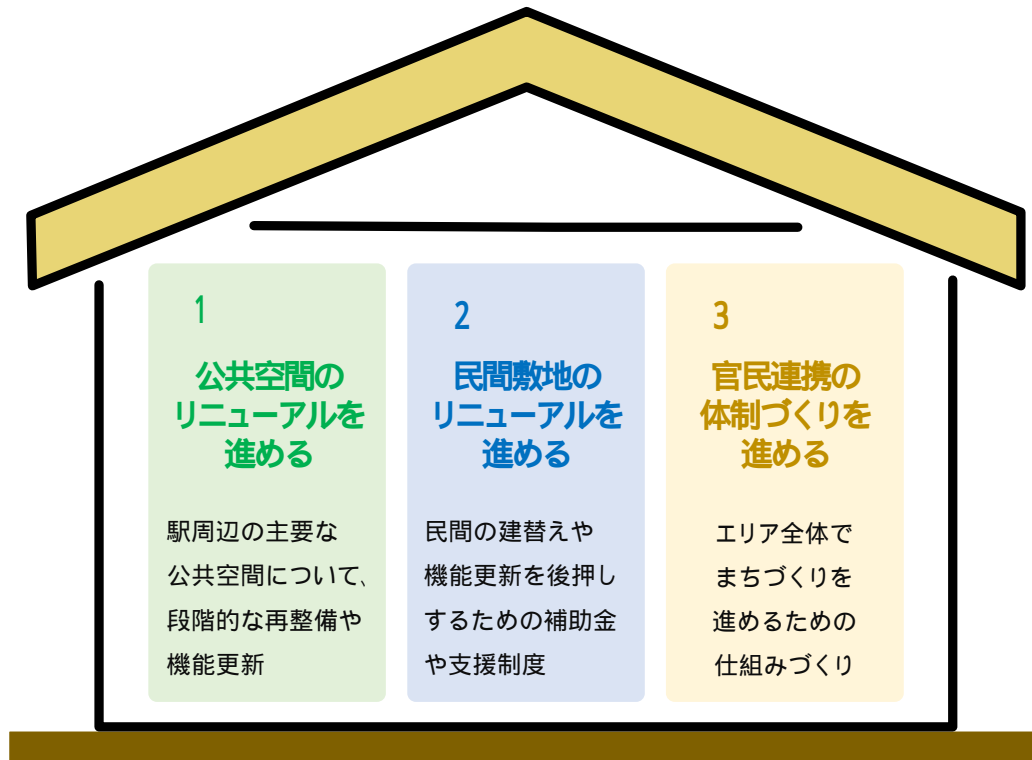 1
公共空間の
リニューアルを
進める
駅周辺の主要な
公共空間について、
段階的な再整備や
機能更新
2
民間敷地の
リニューアルを
進める
民間の建替えや
機能更新を後押し
するための補助金
や支援制度
3
官民連携の
体制づくりを
進める
エリア全体で
まちづくりを
進めるための
仕組みづくり